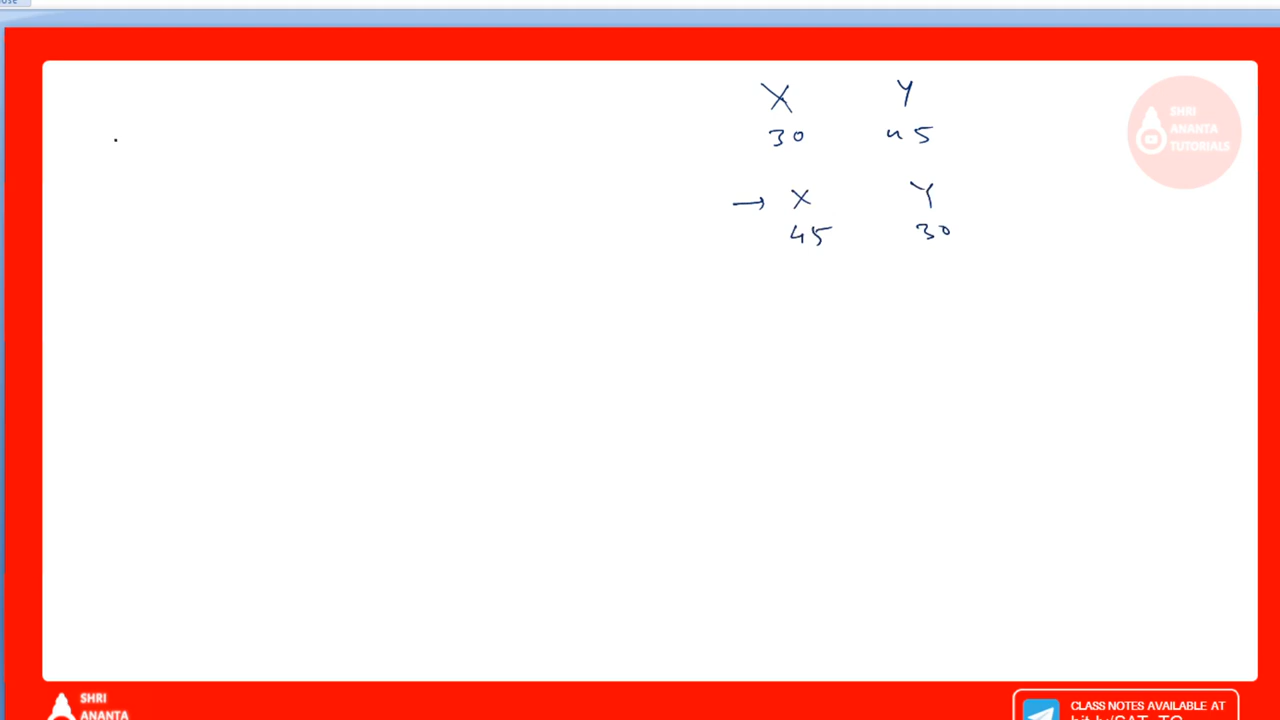 X Y
30 45
→ X Y
45 30
SHRI
ANANTA
TUTORIALS
SHRI
ANANTA
CLASS NOTES AVAILABLE AT